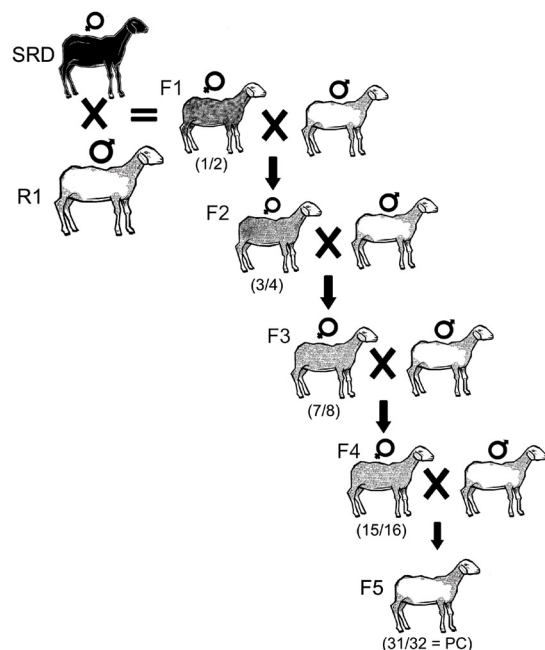 SRD
F1
(1/2)
R1
F2
(3/4)
F3
(7/8)
F4
(15/16)
F5
(31/32 = PC)